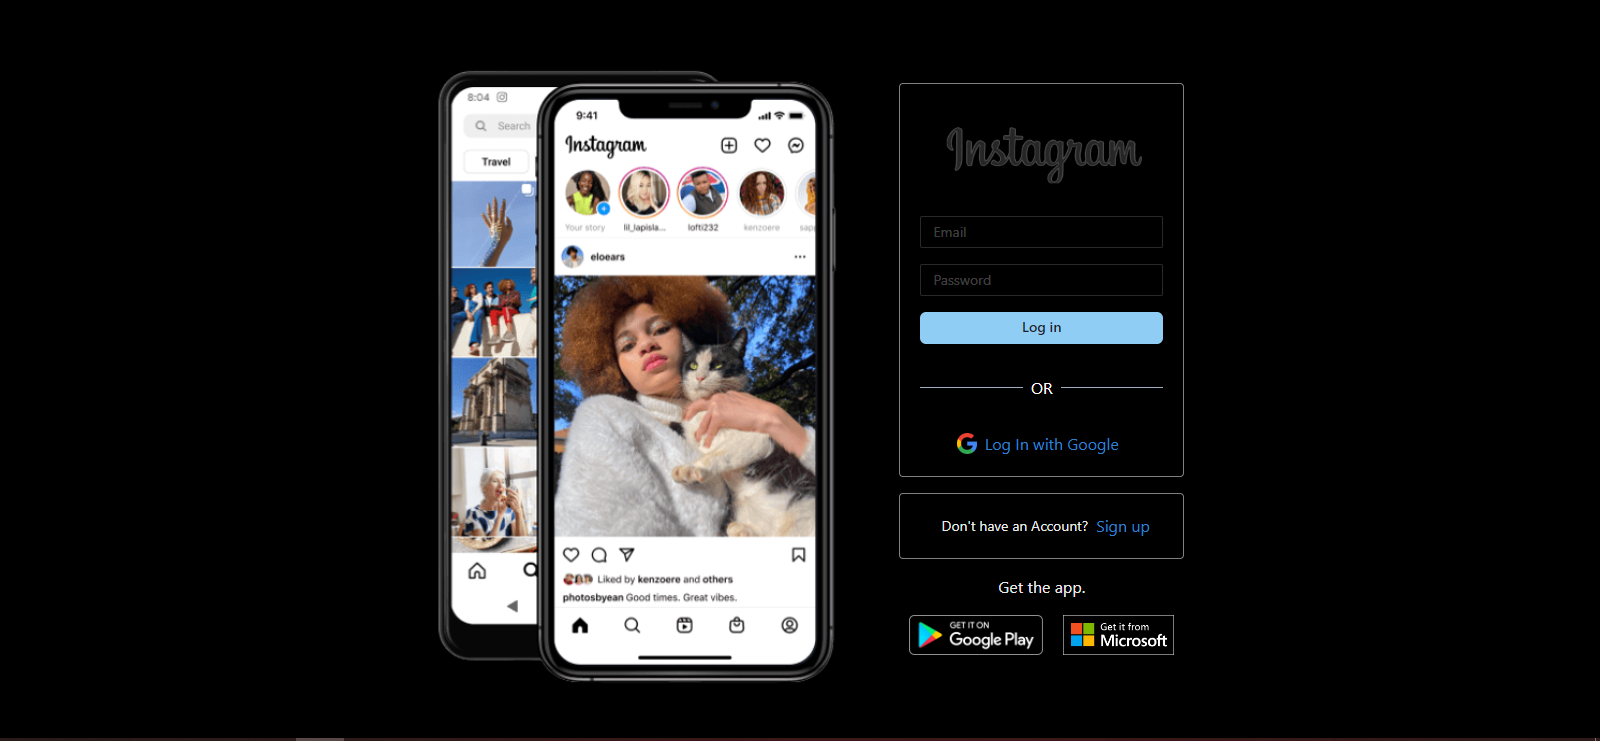 8:04
Search
Travel
9:41
Instagram
Your story
lil_lapisla...
lofti232
kenzoere
sap
eloears
Liked by kenzoere and others
photosbyean Good times. Great vibes.
Instagram
Email
Password
Log in
OR
Log In with Google
Don't have an Account? Sign up
Get the app.
GET IT ON
Google Play
Get it from
Microsoft